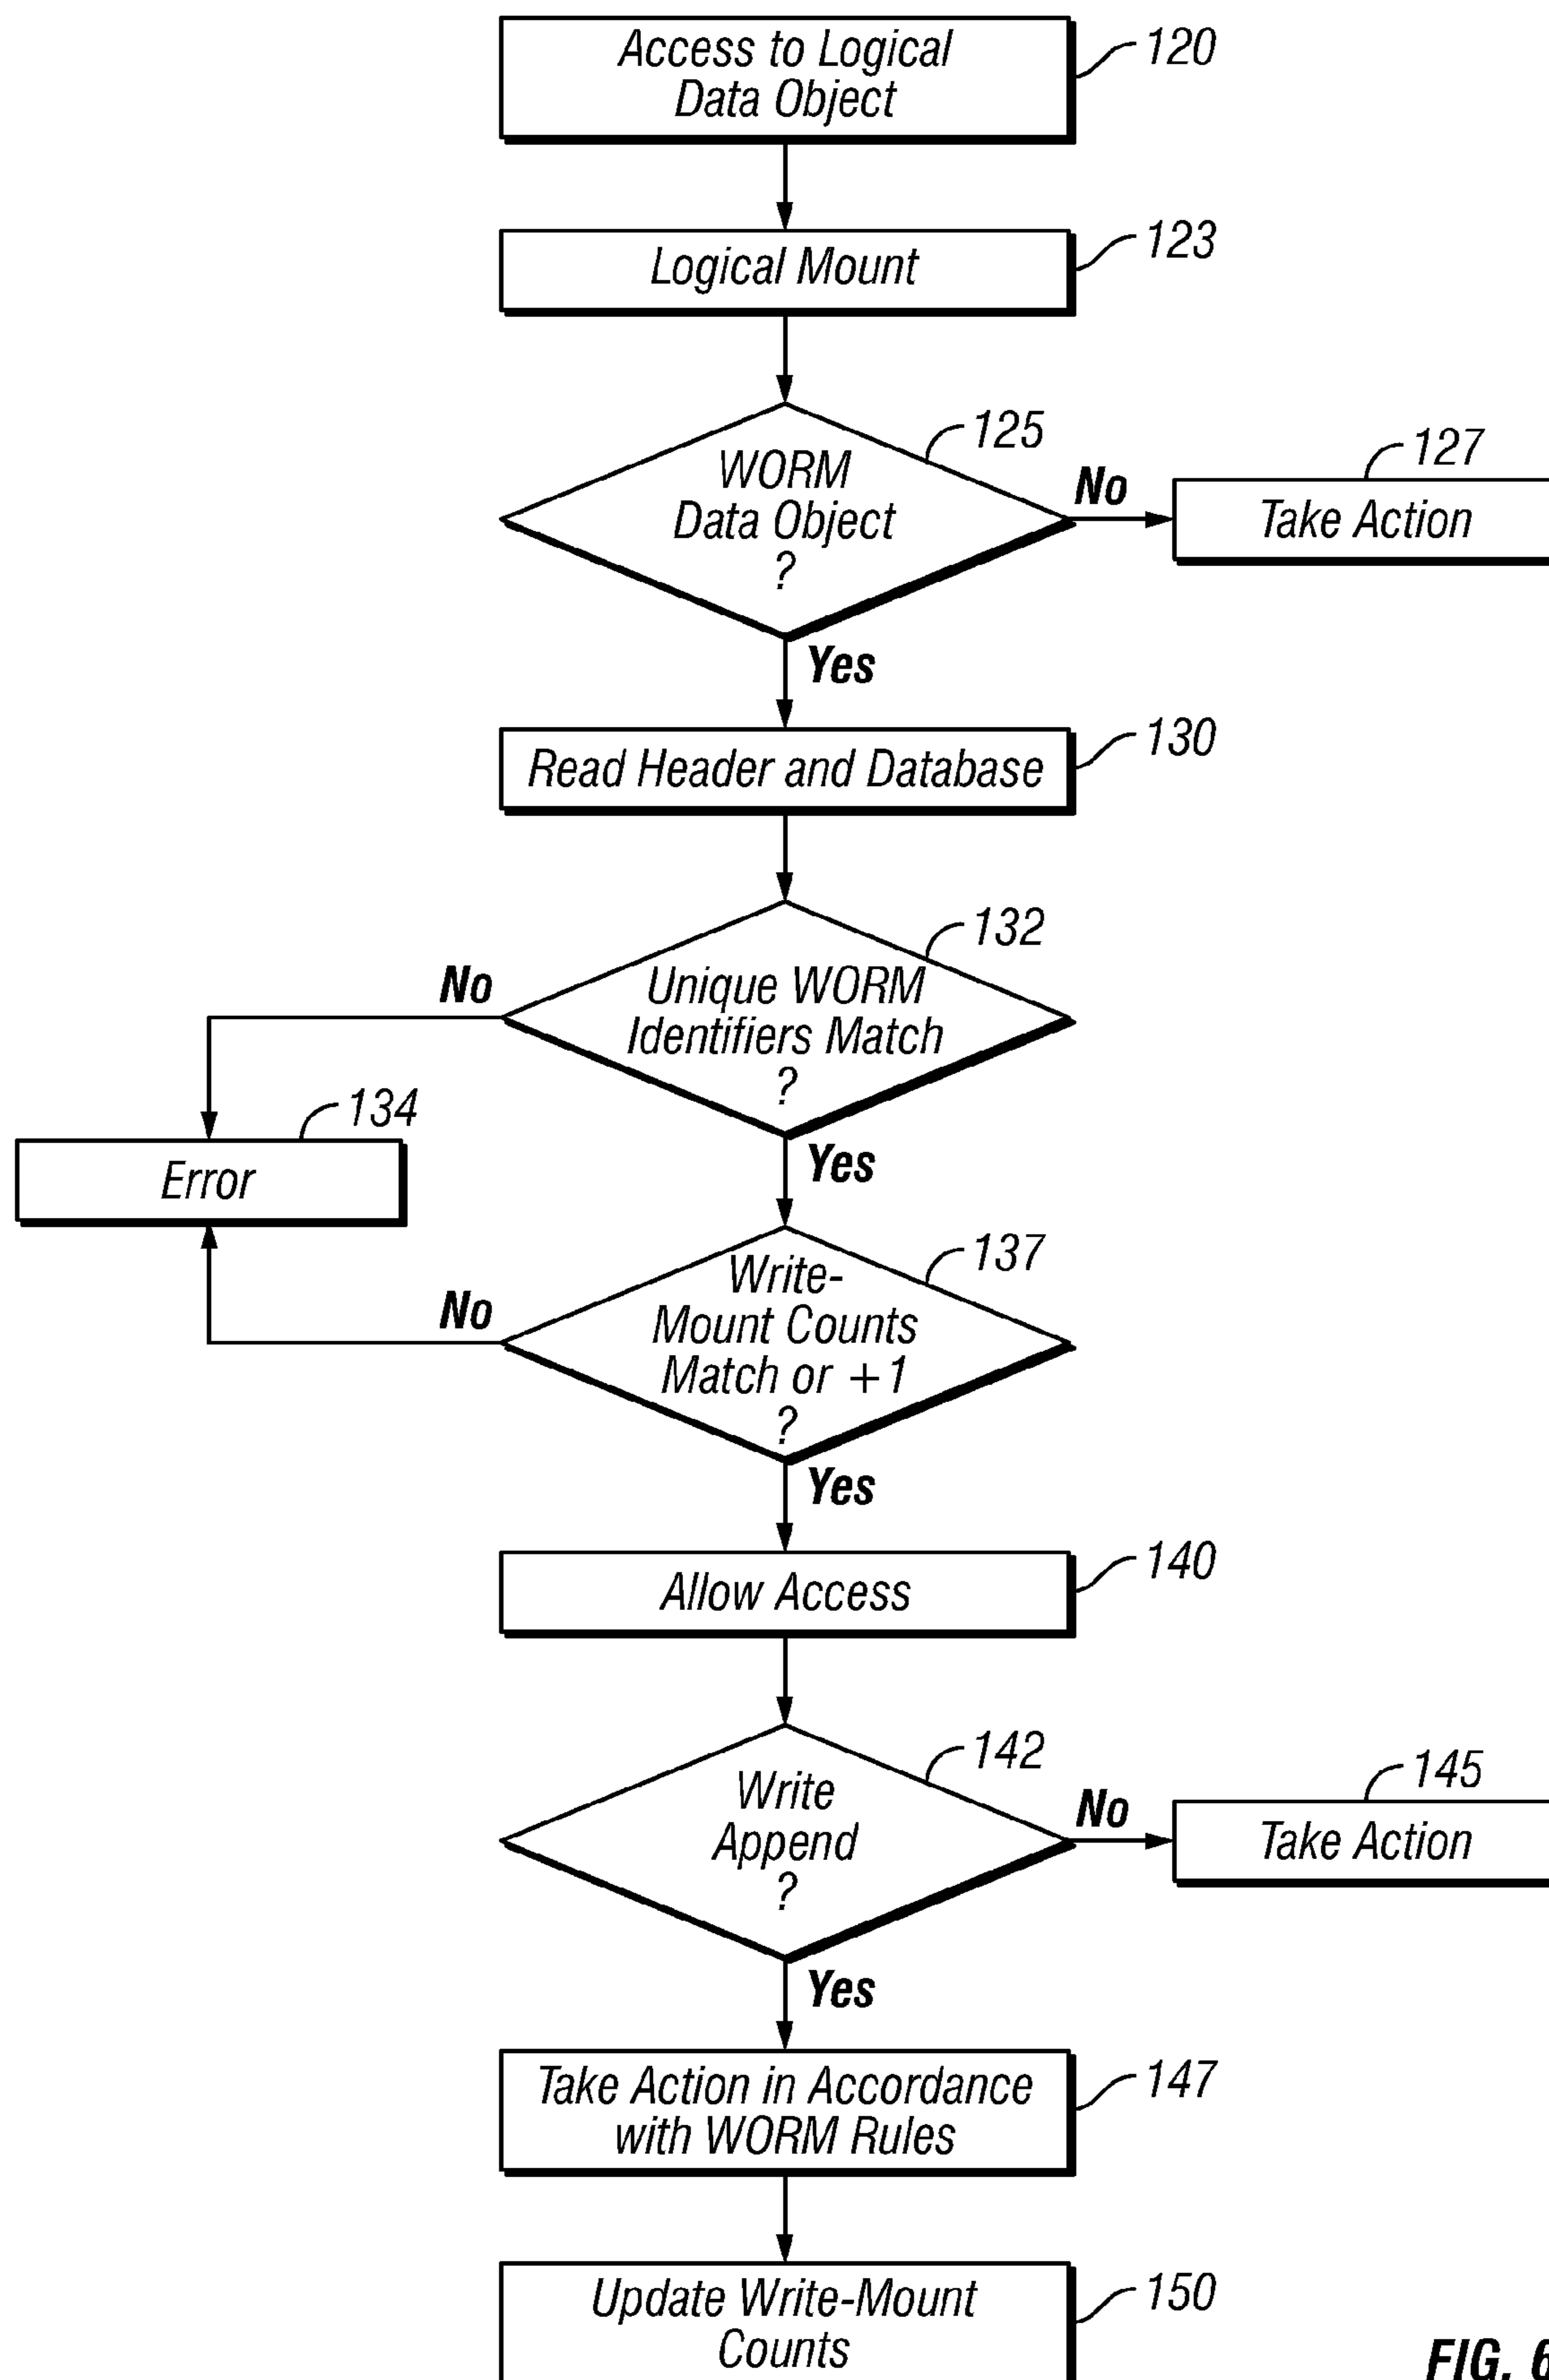 Access to Logical
Data Object
120
Logical Mount
123
WORM
Data Object
?
125
No
Take Action
127
Yes
Read Header and Database
130
Unique WORM
Identifiers Match
?
132
No
Error
134
Yes
Write-
Mount Counts
Match or +1
?
137
No
Yes
Allow Access
140
Write
Append
?
142
No
Take Action
145
Yes
Take Action in Accordance
with WORM Rules
147
Update Write-Mount
Counts
150
FIG. 6